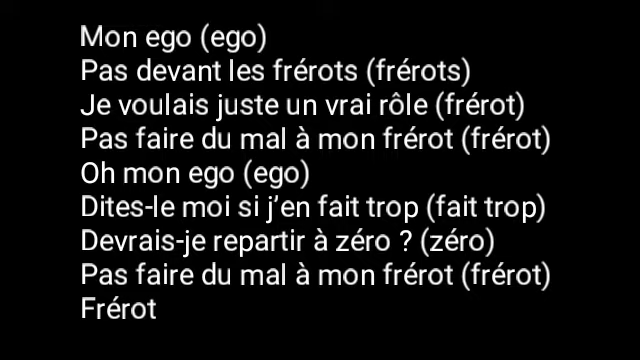 Mon ego (ego)
Pas devant les frérots (frérots)
Je voulais juste un vrai rôle (frérot)
Pas faire du mal à mon frérot (frérot)
Oh mon ego (ego)
Dites-le moi si j’en fait trop (fait trop)
Devrais-je repartir à zéro ? (zéro)
Pas faire du mal à mon frérot (frérot)
Frérot